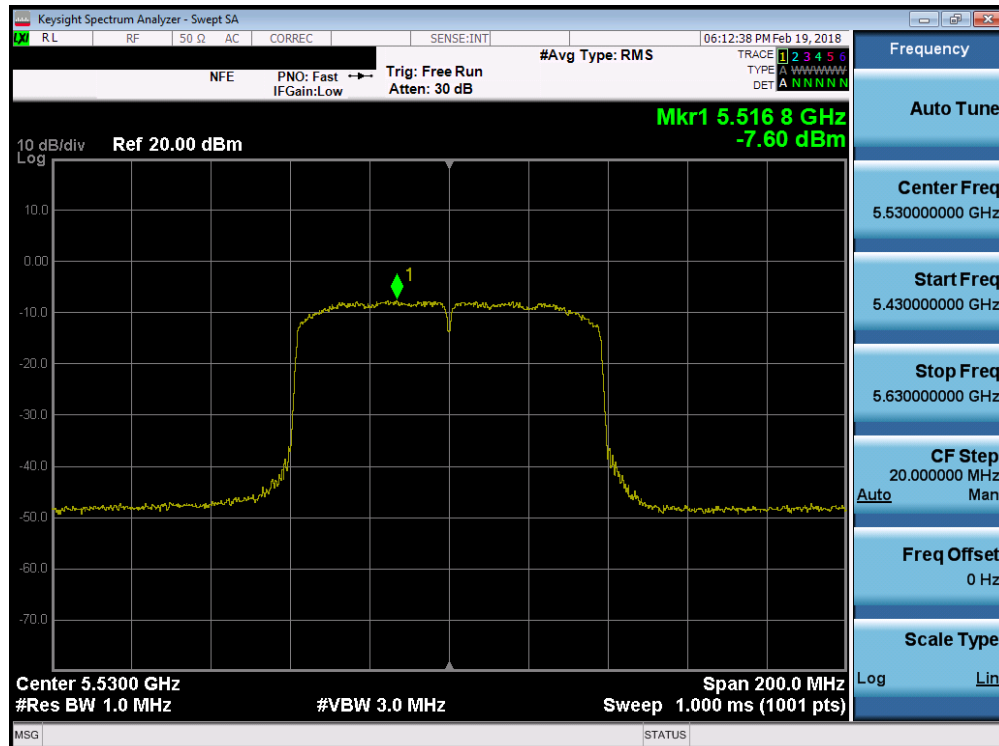 Keysight Spectrum Analyzer - Swept SA
LXI RL RF 50 Ω AC CORREC SENSE:INT 06:12:38 PM Feb 19, 2018
NFE PNO: Fast Trig: Free Run #Avg Type: RMS TRACE 1 2 3 4 5 6
IFGain:Low Atten: 30 dB TYPE A WWWWW
DET A N N N N N
Mkr1 5.516 8 GHz
-7.60 dBm
10 dB/div Ref 20.00 dBm
Log
10.0
0.00
-10.0
-20.0
-30.0
-40.0
-50.0
-60.0
-70.0
1
Center 5.5300 GHz Span 200.0 MHz
#Res BW 1.0 MHz #VBW 3.0 MHz Sweep 1.000 ms (1001 pts)
MSG STATUS
Frequency
Auto Tune
Center Freq
5.530000000 GHz
Start Freq
5.430000000 GHz
Stop Freq
5.630000000 GHz
CF Step
20.000000 MHz
Auto Man
Freq Offset
0 Hz
Scale Type
Log Lin